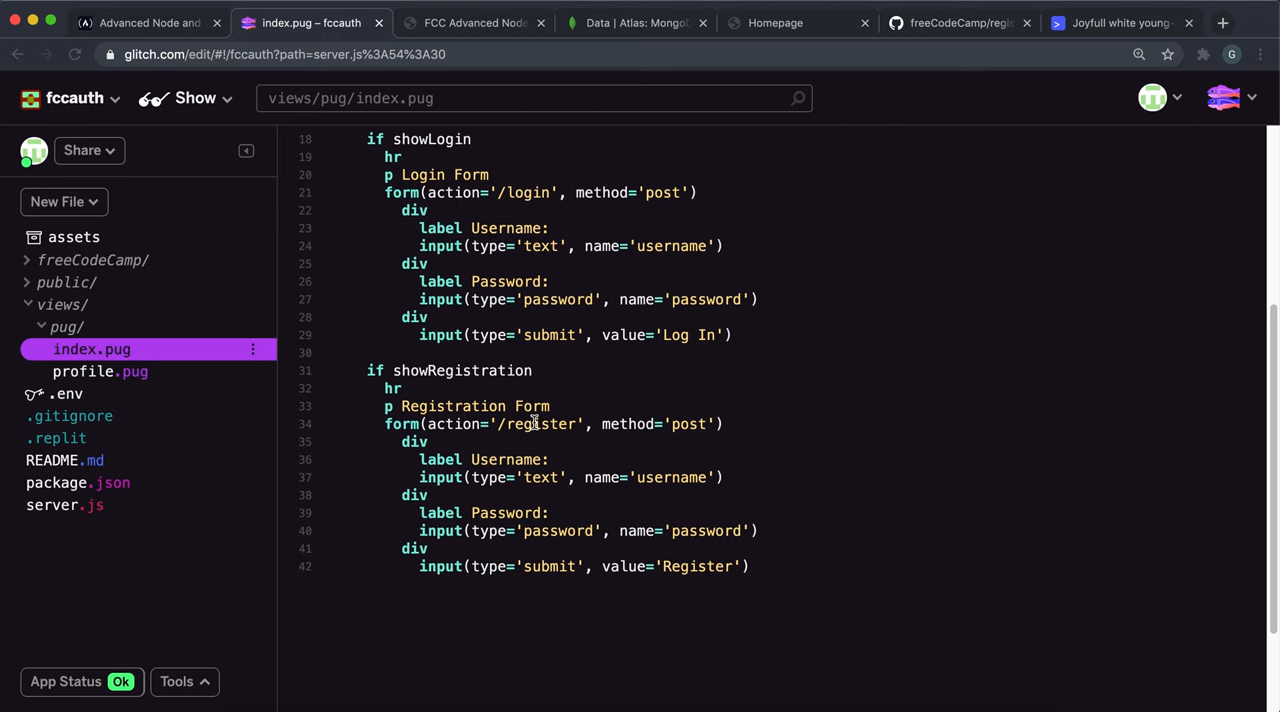 Advanced Node and
index.pug – fccauth
FCC Advanced Node
Data | Atlas: MongoD
Homepage
freeCodeCamp/regis
Joyfull white young-
glitch.com/edit/#!/fccauth?path=server.js%3A54%3A30
G
fccauth
Show
views/pug/index.pug
Share
New File
assets
freeCodeCamp/
public/
views/
pug/
index.pug
profile.pug
.env
.gitignore
.replit
README.md
package.json
server.js
App Status Ok
Tools
18 if showLogin
19 hr
20 p Login Form
21 form(action='/login', method='post')
22 div
23 label Username:
24 input(type='text', name='username')
25 div
26 label Password:
27 input(type='password', name='password')
28 div
29 input(type='submit', value='Log In')
30
31 if showRegistration
32 hr
33 p Registration Form
34 form(action='/register', method='post')
35 div
36 label Username:
37 input(type='text', name='username')
38 div
39 label Password:
40 input(type='password', name='password')
41 div
42 input(type='submit', value='Register')